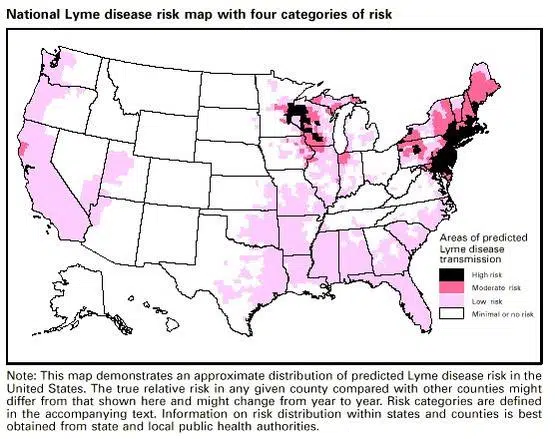 National Lyme disease risk map with four categories of risk
Areas of predicted
Lyme disease
transmission
High risk
Moderate risk
Low risk
Minimal or no risk
Note: This map demonstrates an approximate distribution of predicted Lyme disease risk in the
United States. The true relative risk in any given county compared with other counties might
differ from that shown here and might change from year to year. Risk categories are defined
in the accompanying text. Information on risk distribution within states and counties is best
obtained from state and local public health authorities.